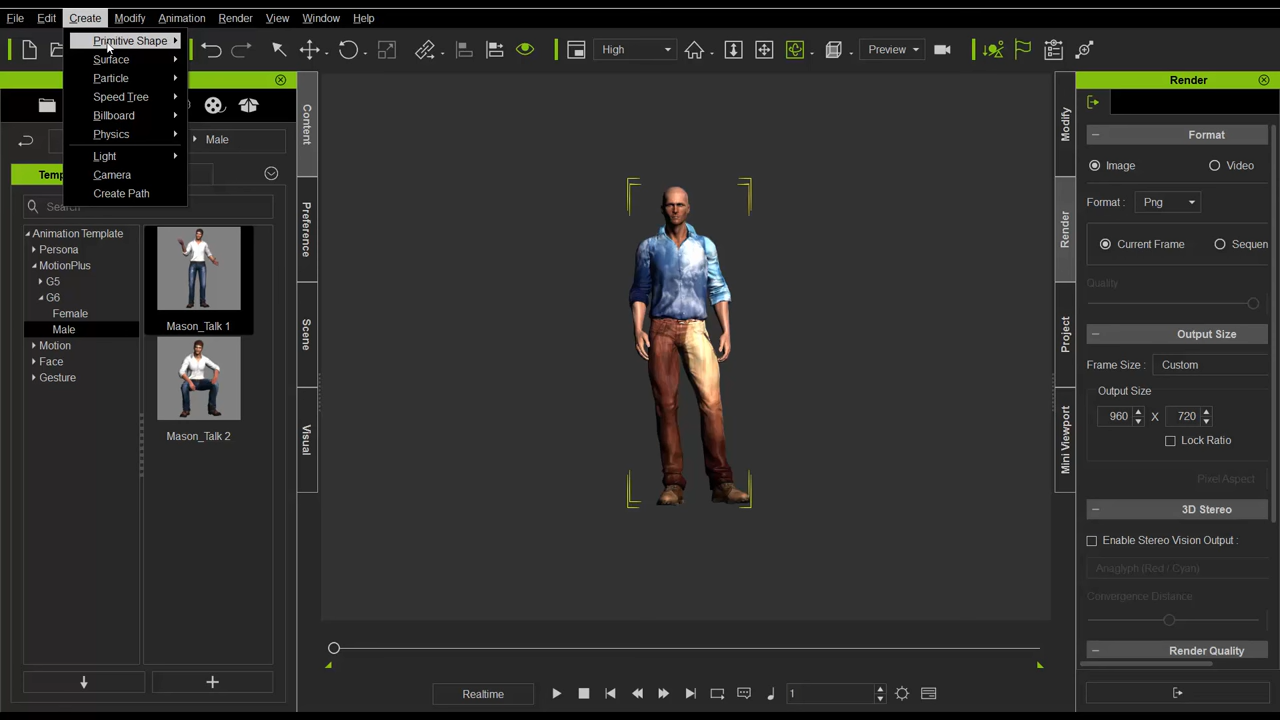 File Edit Create Modify Animation Render View Window Help
Primitive Shape
Surface
Particle
Speed Tree
Billboard
Physics
Light
Camera
Create Path
High
Preview
Male
Temp
Search
Animation Template
Persona
MotionPlus
G5
G6
Female
Male
Motion
Face
Gesture
Mason_Talk 1
Mason_Talk 2
Content
Preference
Scene
Visual
Modify
Render
Project
Mini Viewport
Render
Format
Image Video
Format : Png
Current Frame Sequen
Quality
Output Size
Frame Size : Custom
Output Size
960 X 720
Lock Ratio
Pixel Aspect
3D Stereo
Enable Stereo Vision Output :
Anaglyph (Red / Cyan)
Convergence Distance
Render Quality
Realtime
1